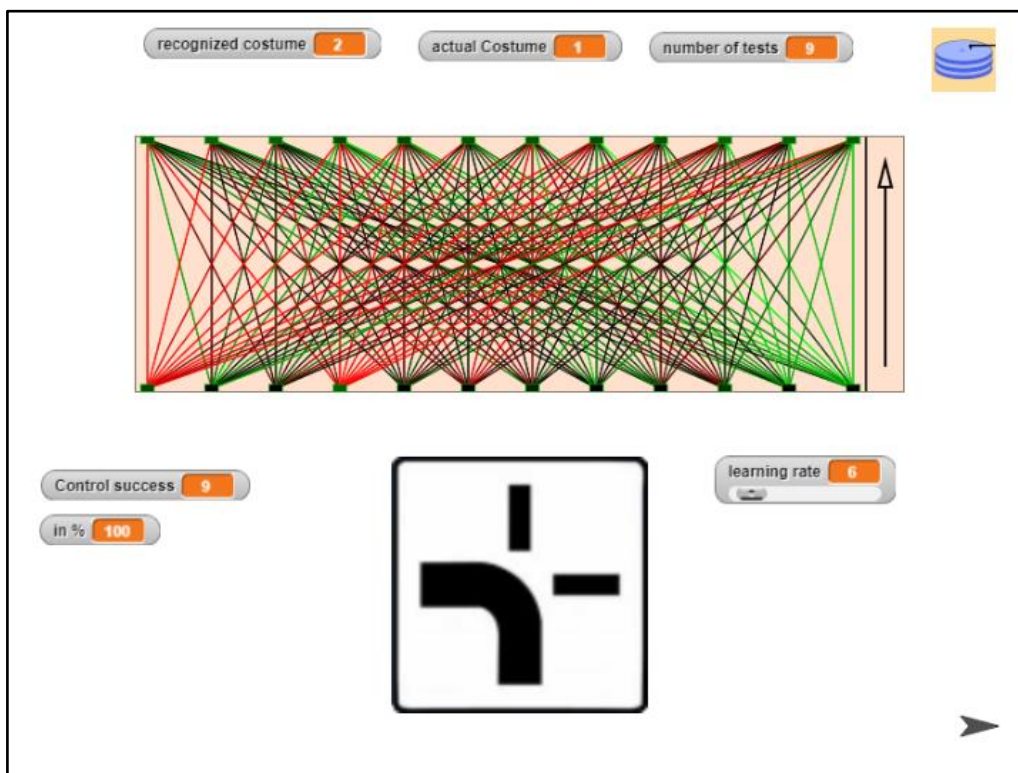 recognized costume 2
actual Costume 1
number of tests 9
Control success 9
learning rate 6
in % 100